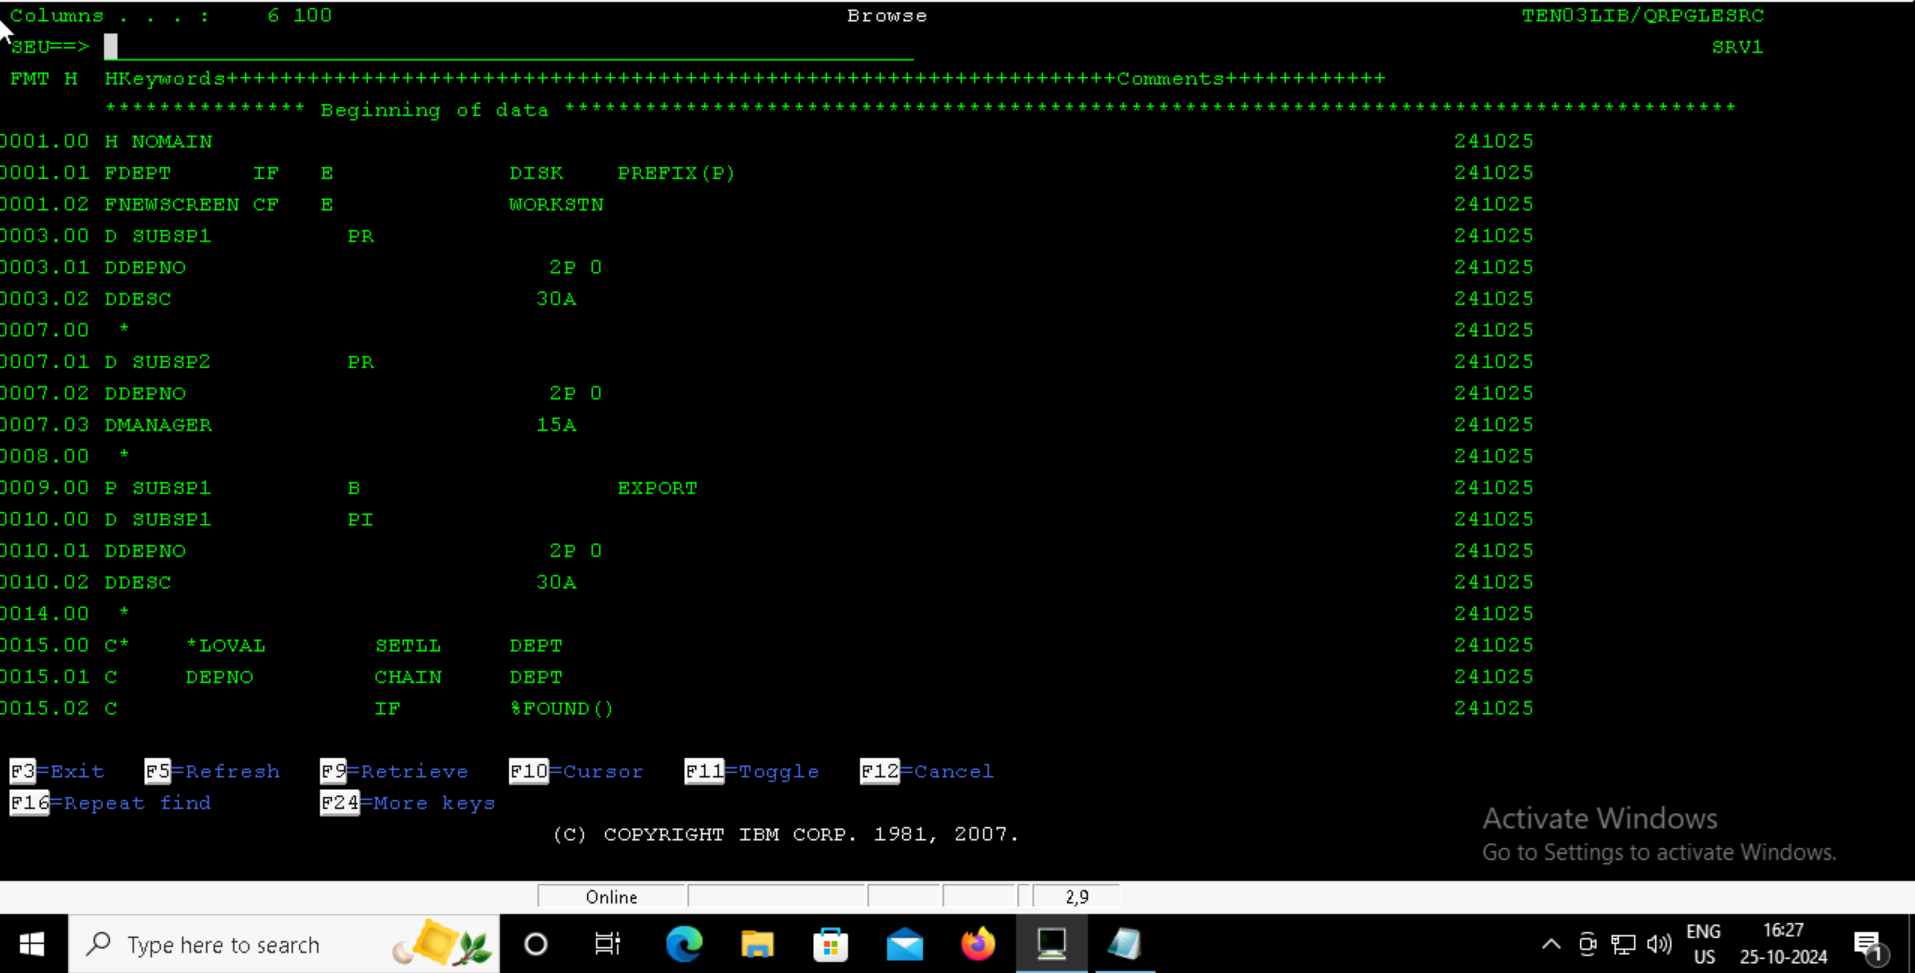 Columns . . . :    6 100                                      Browse                                            TEN03LIB/QRPGLESRC
SEU==>                                                                                                          SRV1
FMT H  HKeywords++++++++++++++++++++++++++++++++++++++++++++++++++++++++++++++++++Comments++++++++++++
*************** Beginning of data ***************************************************************************************
0001.00 H NOMAIN                                                                                            241025
0001.01 FDEPT      IF   E             DISK    PREFIX(P)                                                     241025
0001.02 FNEWSCREEN CF   E             WORKSTN                                                               241025
0003.00 D SUBSP1          PR                                                                                241025
0003.01 DDEPNO                           2P 0                                                               241025
0003.02 DDESC                           30A                                                                 241025
0007.00  *                                                                                                  241025
0007.01 D SUBSP2          PR                                                                                241025
0007.02 DDEPNO                           2P 0                                                               241025
0007.03 DMANAGER                        15A                                                                 241025
0008.00  *                                                                                                  241025
0009.00 P SUBSP1          B                   EXPORT                                                        241025
0010.00 D SUBSP1          PI                                                                                241025
0010.01 DDEPNO                           2P 0                                                               241025
0010.02 DDESC                           30A                                                                 241025
0014.00  *                                                                                                  241025
0015.00 C*    *LOVAL        SETLL     DEPT                                                                  241025
0015.01 C     DEPNO         CHAIN     DEPT                                                                  241025
0015.02 C                   IF        %FOUND()                                                              241025
F3=Exit   F5=Refresh   F9=Retrieve   F10=Cursor   F11=Toggle   F12=Cancel
F16=Repeat find        F24=More keys
(C) COPYRIGHT IBM CORP. 1981, 2007.
Activate Windows
Go to Settings to activate Windows.
Online 2,9
Type here to search ENG 16:27
US 25-10-2024 1